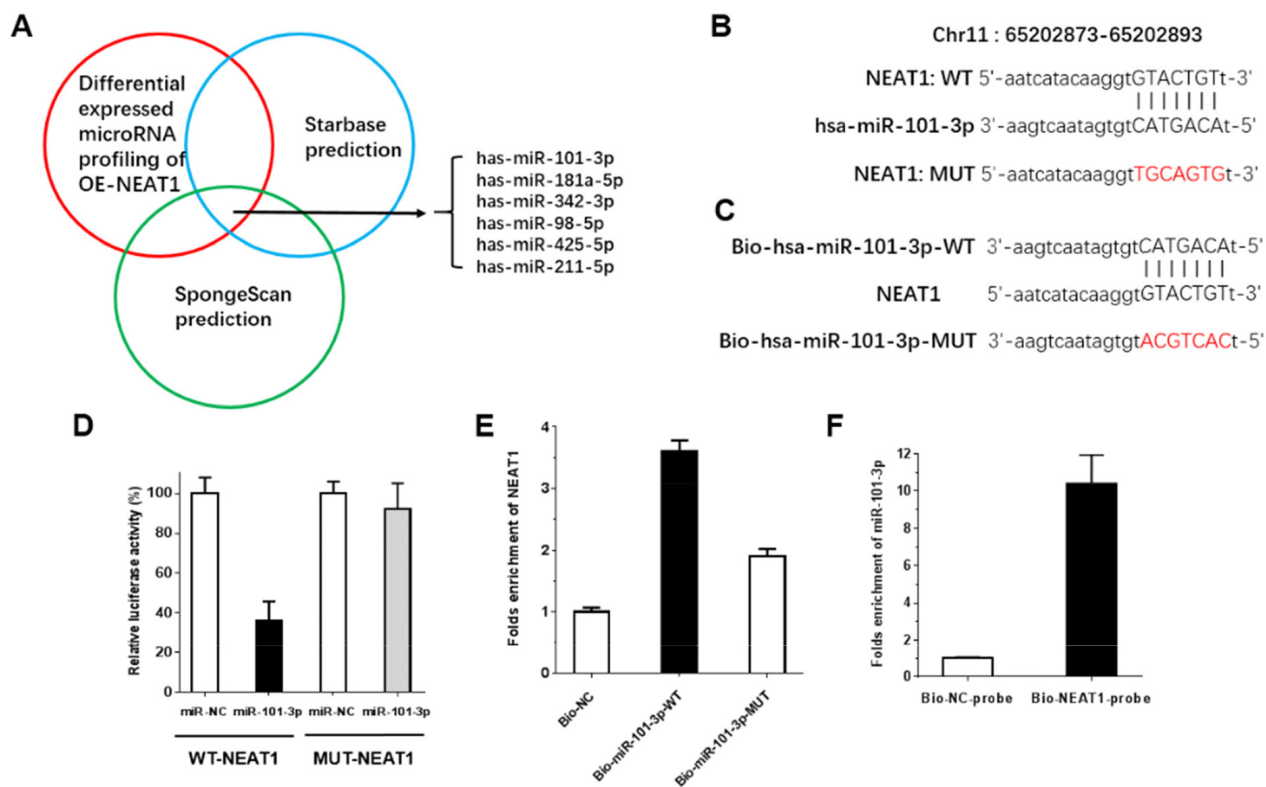 A
Differential
expressed
microRNA
profiling of
OE-NEAT1
Starbase
prediction
SpongeScan
prediction
has-miR-101-3p
has-miR-181a-5p
has-miR-342-3p
has-miR-98-5p
has-miR-425-5p
has-miR-211-5p
B
Chr11 : 65202873-65202893
NEAT1: WT 5'-aatcatacaaggtGTACTGTt-3'
hsa-miR-101-3p 3'-aagtcaatagtgtCATGACAt-5'
NEAT1: MUT 5'-aatcatacaaggtTGCAGTGt-3'
C
Bio-hsa-miR-101-3p-WT 3'-aagtcaatagtgtCATGACAt-5'
NEAT1 5'-aatcatacaaggtGTACTGTt-3'
Bio-hsa-miR-101-3p-MUT 3'-aagtcaatagtgtACGTCACt-5'
D
Relative luciferase activity (%)
100
80
60
40
20
0
miR-NC miR-101-3p miR-NC miR-101-3p
WT-NEAT1 MUT-NEAT1
E
Folds enrichment of NEAT1
4
3
2
1
0
Bio-NC
Bio-miR-101-3p-WT
Bio-miR-101-3p-MUT
F
Folds enrichment of miR-101-3p
12
10
8
6
4
2
0
Bio-NC-probe Bio-NEAT1-probe